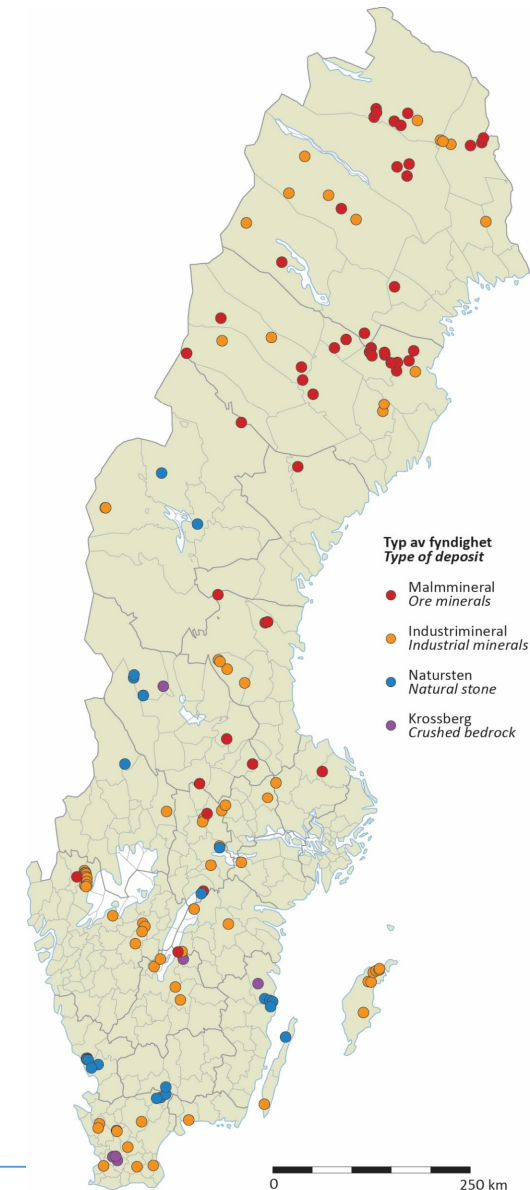 Typ av fyndighet
Type of deposit
Malmmineral
Ore minerals
Industrimineral
Industrial minerals
Natursten
Natural stone
Krossberg
Crushed bedrock
0
250 km